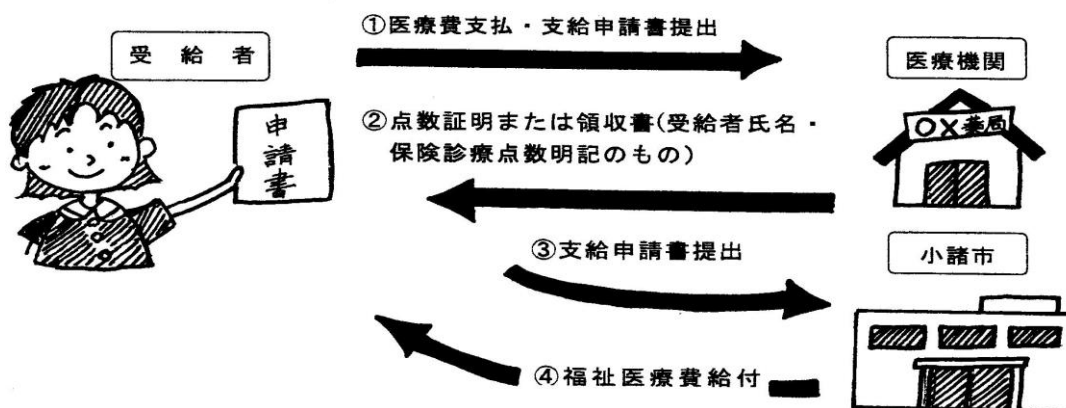 受給者
①医療費支払・支給申請書提出
医療機関
申請書
②点数証明または領収書(受給者氏名・
保険診療点数明記のもの)
○×薬局
③支給申請書提出
小諸市
④福祉医療費給付